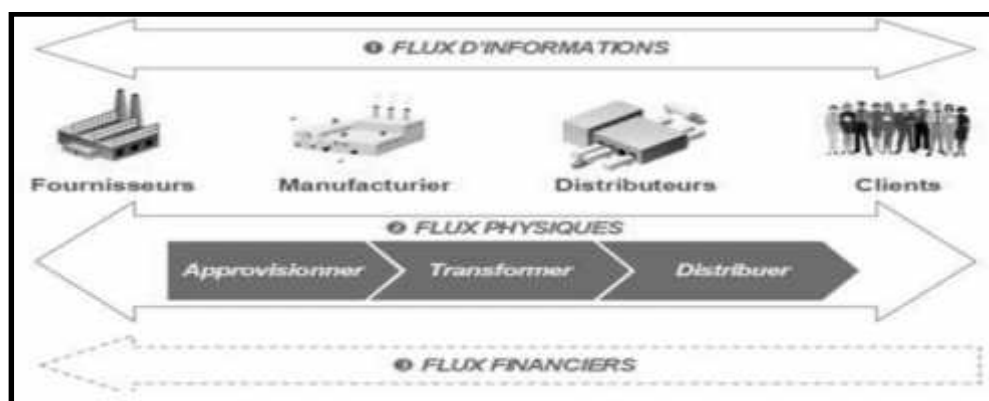 ❶ FLUX D'INFORMATIONS
Fournisseurs Manufacturier Distributeurs Clients
❷ FLUX PHYSIQUES
Approvisionner Transformer Distribuer
❸ FLUX FINANCIERS